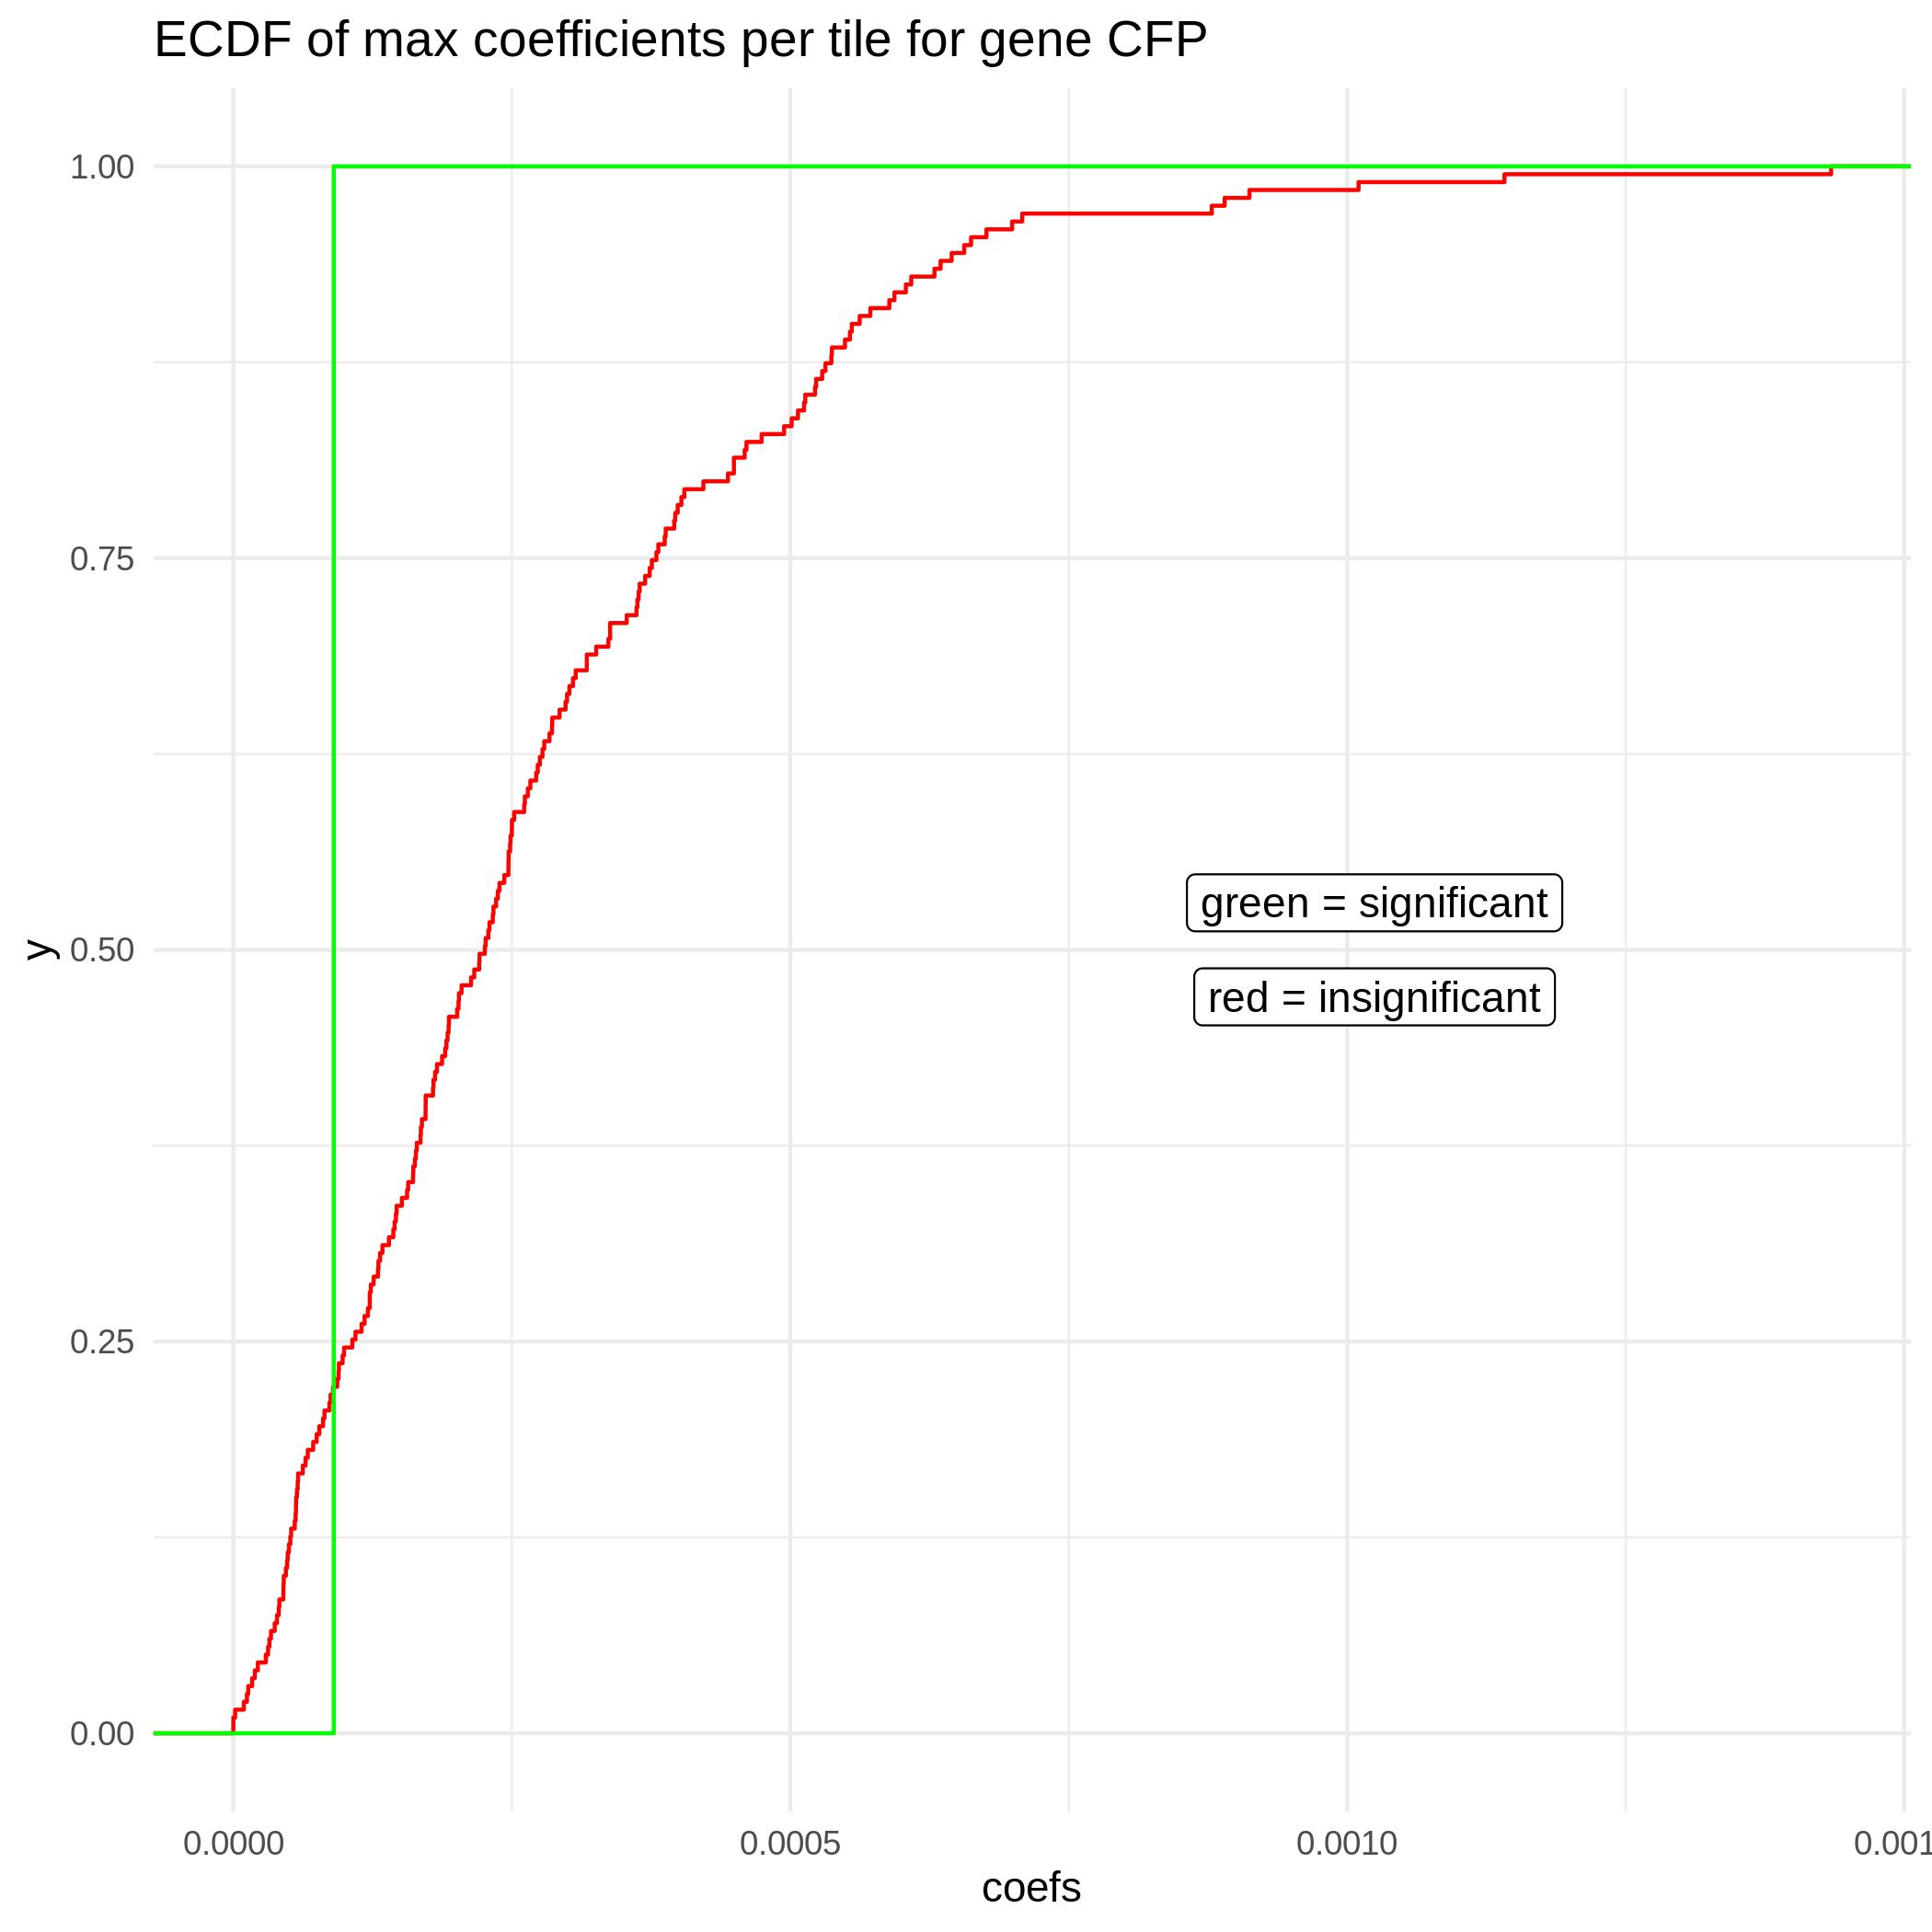 ECDF of max coefficients per tile for gene CFP
1.00
0.75
0.50
0.25
0.00
y
green = significant
red = insignificant
0.0000 0.0005 0.0010 0.001
coefs